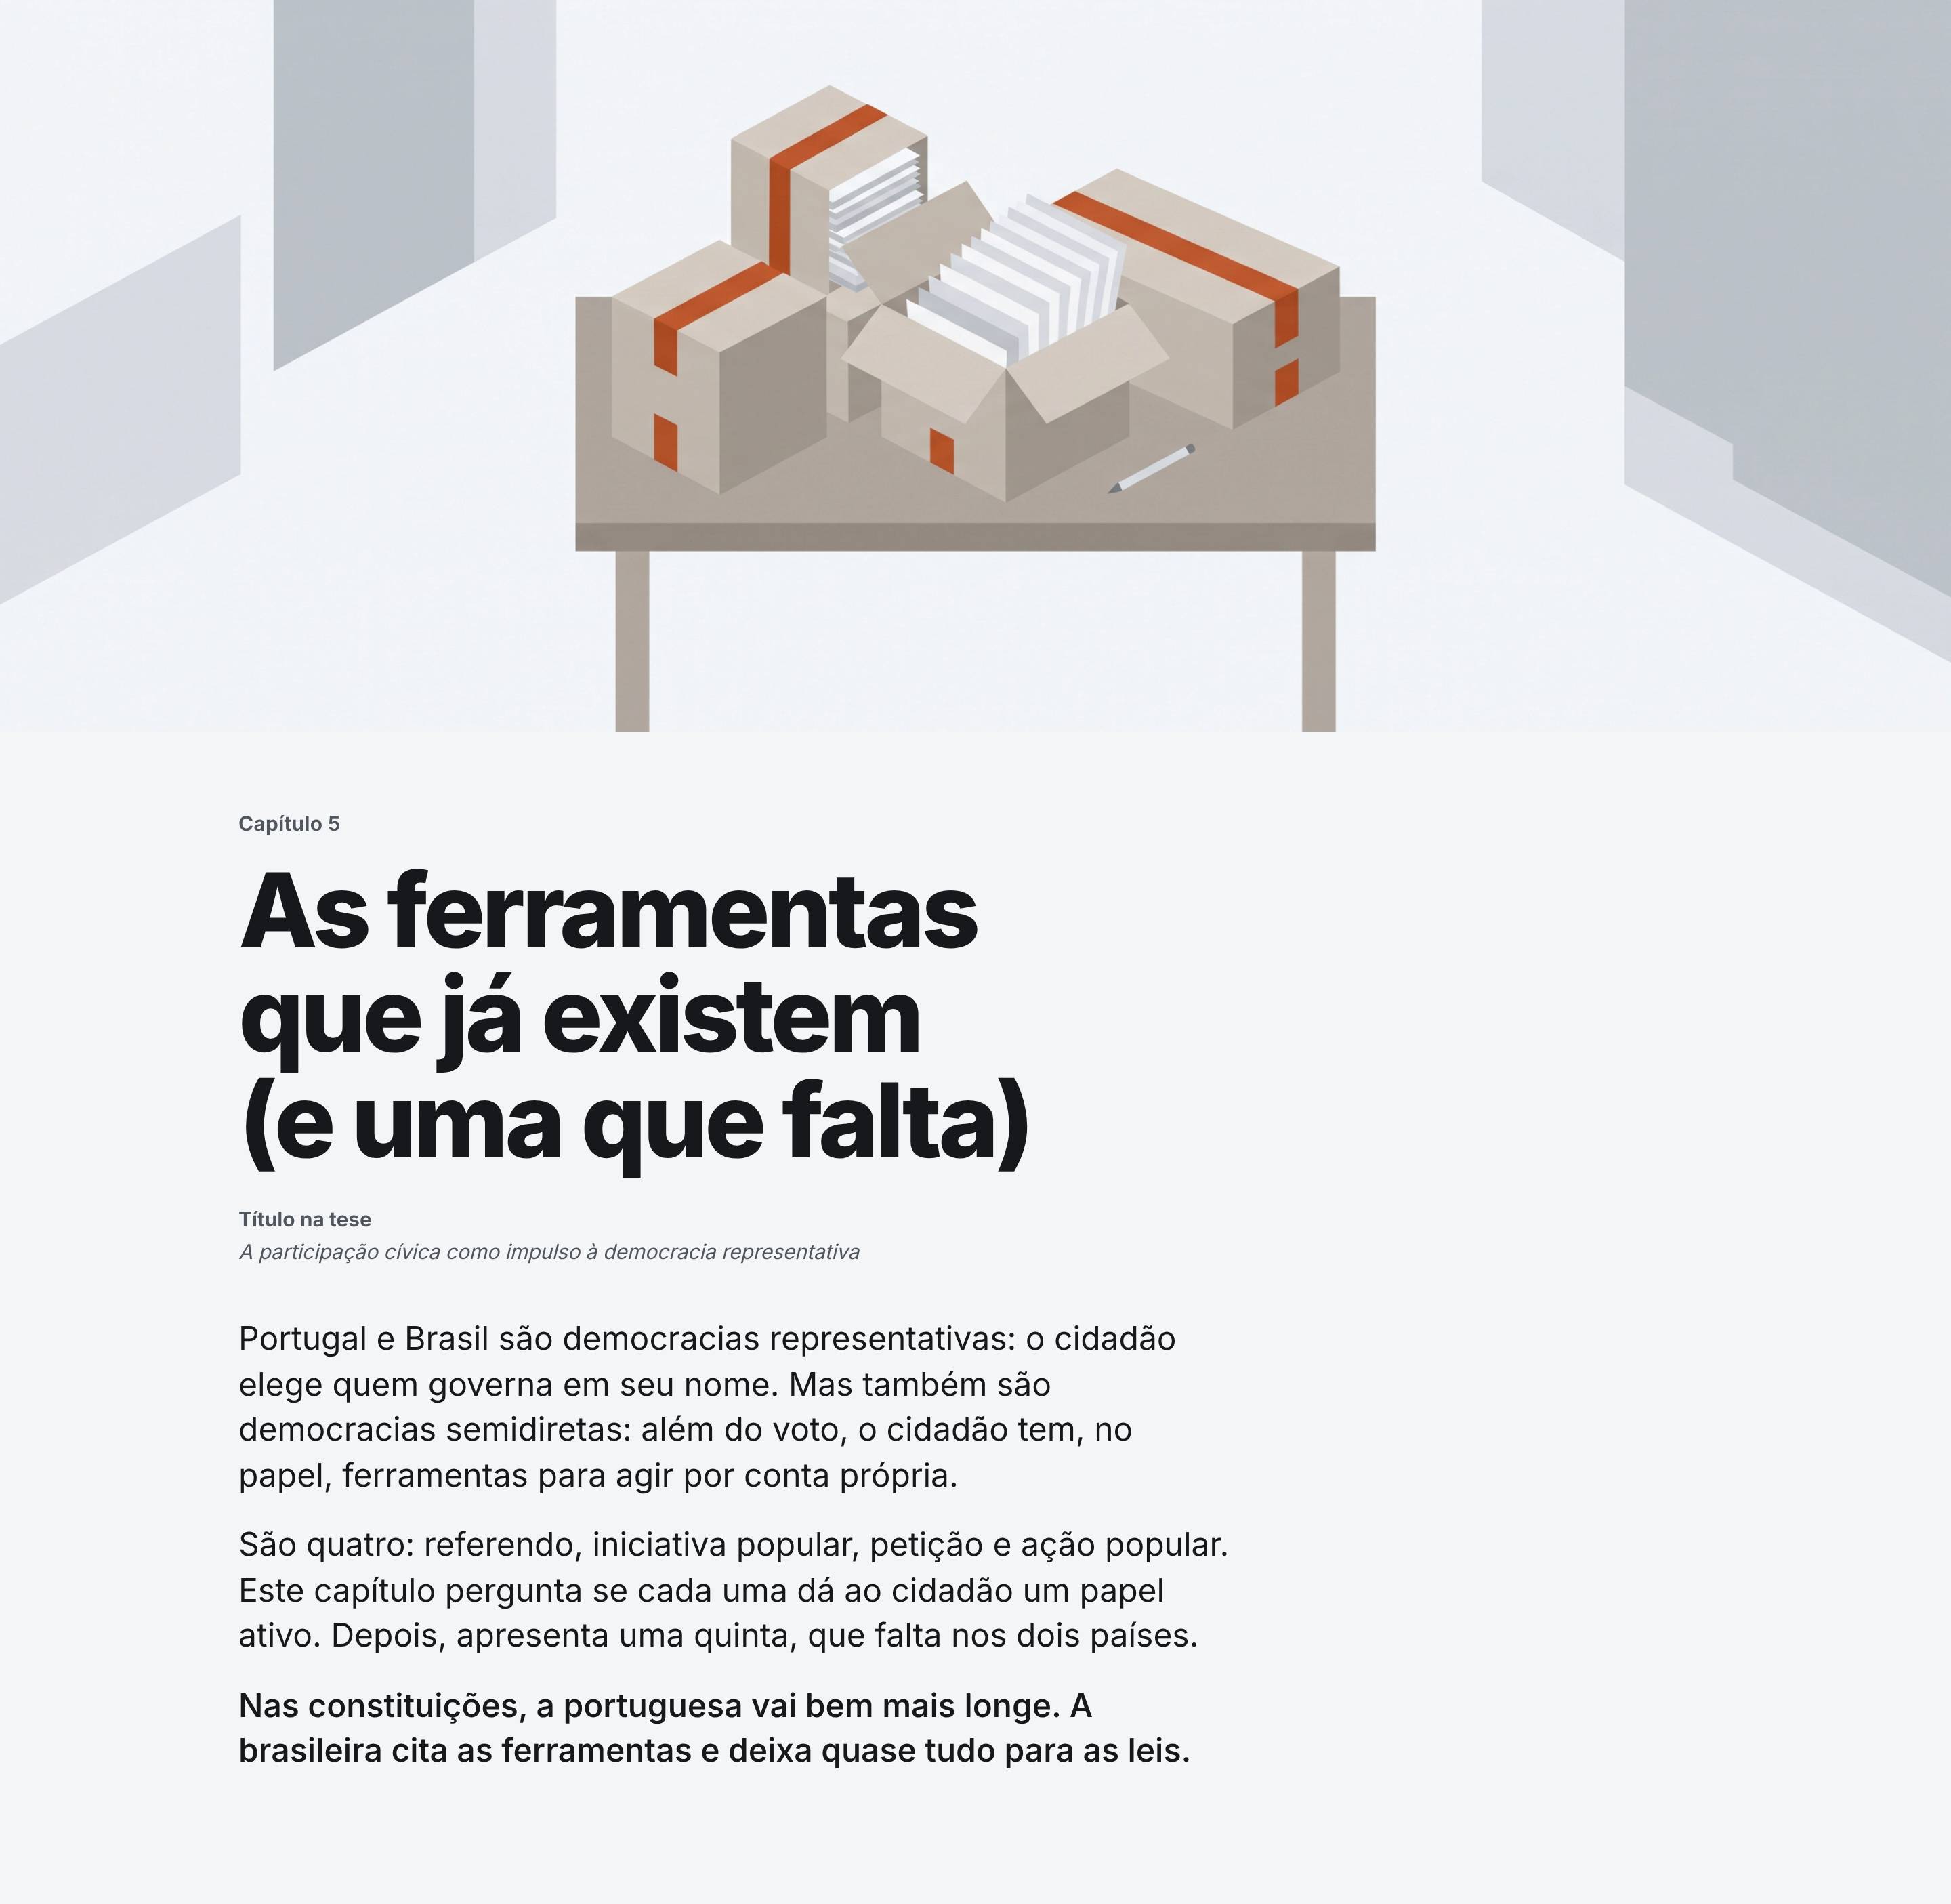 Capítulo 5
As ferramentas
que já existem
(e uma que falta)
Título na tese
A participação cívica como impulso à democracia representativa
Portugal e Brasil são democracias representativas: o cidadão
elege quem governa em seu nome. Mas também são
democracias semidiretas: além do voto, o cidadão tem, no
papel, ferramentas para agir por conta própria.
São quatro: referendo, iniciativa popular, petição e ação popular.
Este capítulo pergunta se cada uma dá ao cidadão um papel
ativo. Depois, apresenta uma quinta, que falta nos dois países.
Nas constituições, a portuguesa vai bem mais longe. A
brasileira cita as ferramentas e deixa quase tudo para as leis.